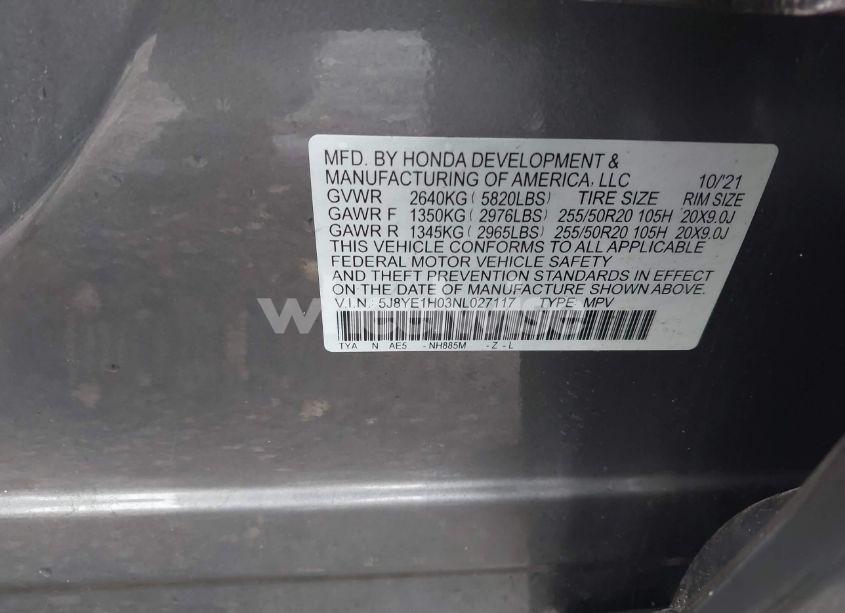 MFD. BY HONDA DEVELOPMENT &
MANUFACTURING OF AMERICA, LLC 10/'21
GVWR 2640KG ( 5820LBS) TIRE SIZE RIM SIZE
GAWR F 1350KG ( 2976LBS) 255/50R20 105H 20X9.0J
GAWR R 1345KG ( 2965LBS) 255/50R20 105H 20X9.0J
THIS VEHICLE CONFORMS TO ALL APPLICABLE
FEDERAL MOTOR VEHICLE SAFETY
AND THEFT PREVENTION STANDARDS IN EFFECT
ON THE DATE OF MANUFACTURE SHOWN ABOVE.
V.I.N.: 5J8YE1H03NL027117 TYPE: MPV
TYA N AE5 - NH885M - Z - L